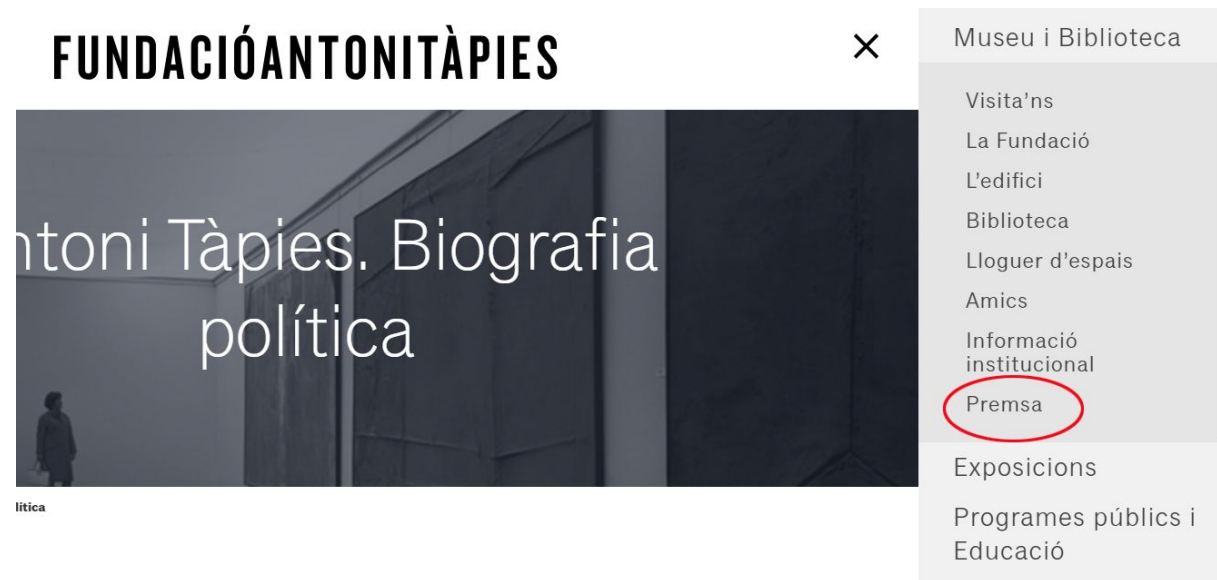 FUNDACIÓANTONITÀPIES
ntoni Tàpies. Biografia
política
lítica
Museu i Biblioteca
Visita’ns
La Fundació
L’edifici
Biblioteca
Lloguer d’espais
Amics
Informació
institucional
Premsa
Exposicions
Programes públics i
Educació